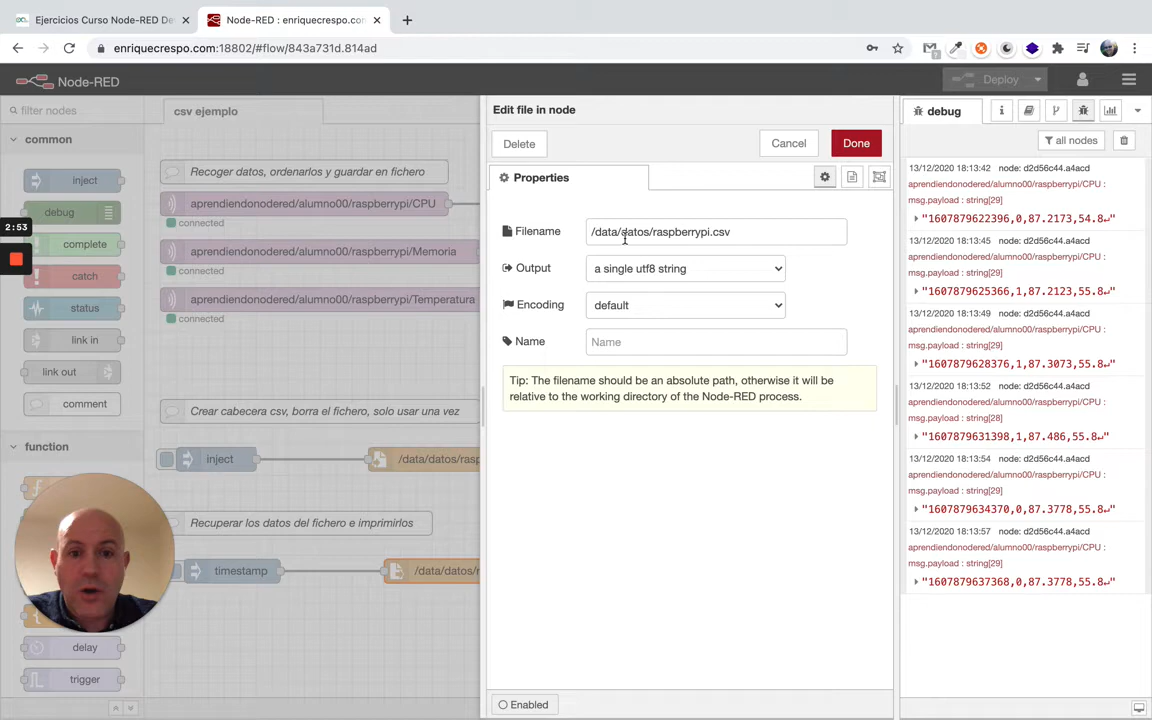 Ejercicios Curso Node-RED De
Node-RED : enriquecrespo.com
enriquecrespo.com:18802/#flow/843a731d.814ad
Node-RED
Deploy
filter nodes
csv ejemplo
common
inject
debug
complete
catch
status
link in
link out
comment
function
delay
trigger
2:53
Recoger datos, ordenarlos y guardar en fichero
aprendiendonodered/alumno00/raspberrypi/CPU
connected
aprendiendonodered/alumno00/raspberrypi/Memoria
connected
aprendiendonodered/alumno00/raspberrypi/Temperatura
connected
Crear cabecera csv, borra el fichero, solo usar una vez
inject
/data/datos/rasp
Recuperar los datos del fichero e imprimirlos
timestamp
/data/datos/r
Edit file in node
Delete
Cancel
Done
Properties
Filename
/data/datos/raspberrypi.csv
Output
a single utf8 string
Encoding
default
Name
Name
Tip: The filename should be an absolute path, otherwise it will be
relative to the working directory of the Node-RED process.
Enabled
debug
all nodes
13/12/2020 18:13:42 node: d2d56c44.a4acd
aprendiendonodered/alumno00/raspberrypi/CPU :
msg.payload : string[29]
"1607879622396,0,87.2173,54.8↵"
13/12/2020 18:13:45 node: d2d56c44.a4acd
aprendiendonodered/alumno00/raspberrypi/CPU :
msg.payload : string[29]
"1607879625366,1,87.2123,55.8↵"
13/12/2020 18:13:49 node: d2d56c44.a4acd
aprendiendonodered/alumno00/raspberrypi/CPU :
msg.payload : string[29]
"1607879628376,1,87.3073,55.8↵"
13/12/2020 18:13:52 node: d2d56c44.a4acd
aprendiendonodered/alumno00/raspberrypi/CPU :
msg.payload : string[28]
"1607879631398,1,87.486,55.8↵"
13/12/2020 18:13:54 node: d2d56c44.a4acd
aprendiendonodered/alumno00/raspberrypi/CPU :
msg.payload : string[29]
"1607879634370,0,87.3778,55.8↵"
13/12/2020 18:13:57 node: d2d56c44.a4acd
aprendiendonodered/alumno00/raspberrypi/CPU :
msg.payload : string[29]
"1607879637368,0,87.3778,55.8↵"